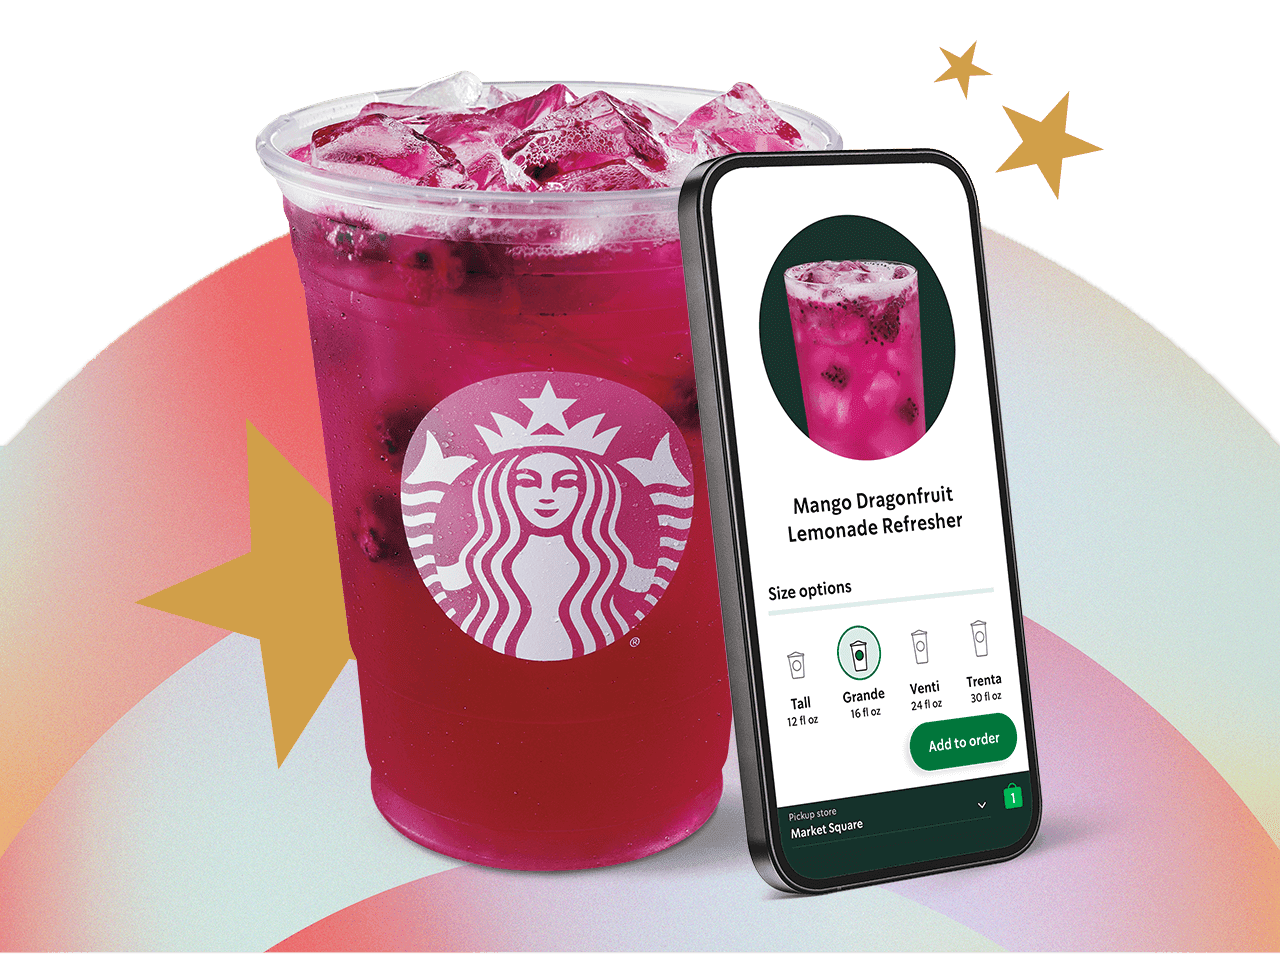 ®
Mango Dragonfruit
Lemonade Refresher
Size options
Tall
12 fl oz
Grande
16 fl oz
Venti
24 fl oz
Trenta
30 fl oz
Add to order
Pickup store
Market Square
1